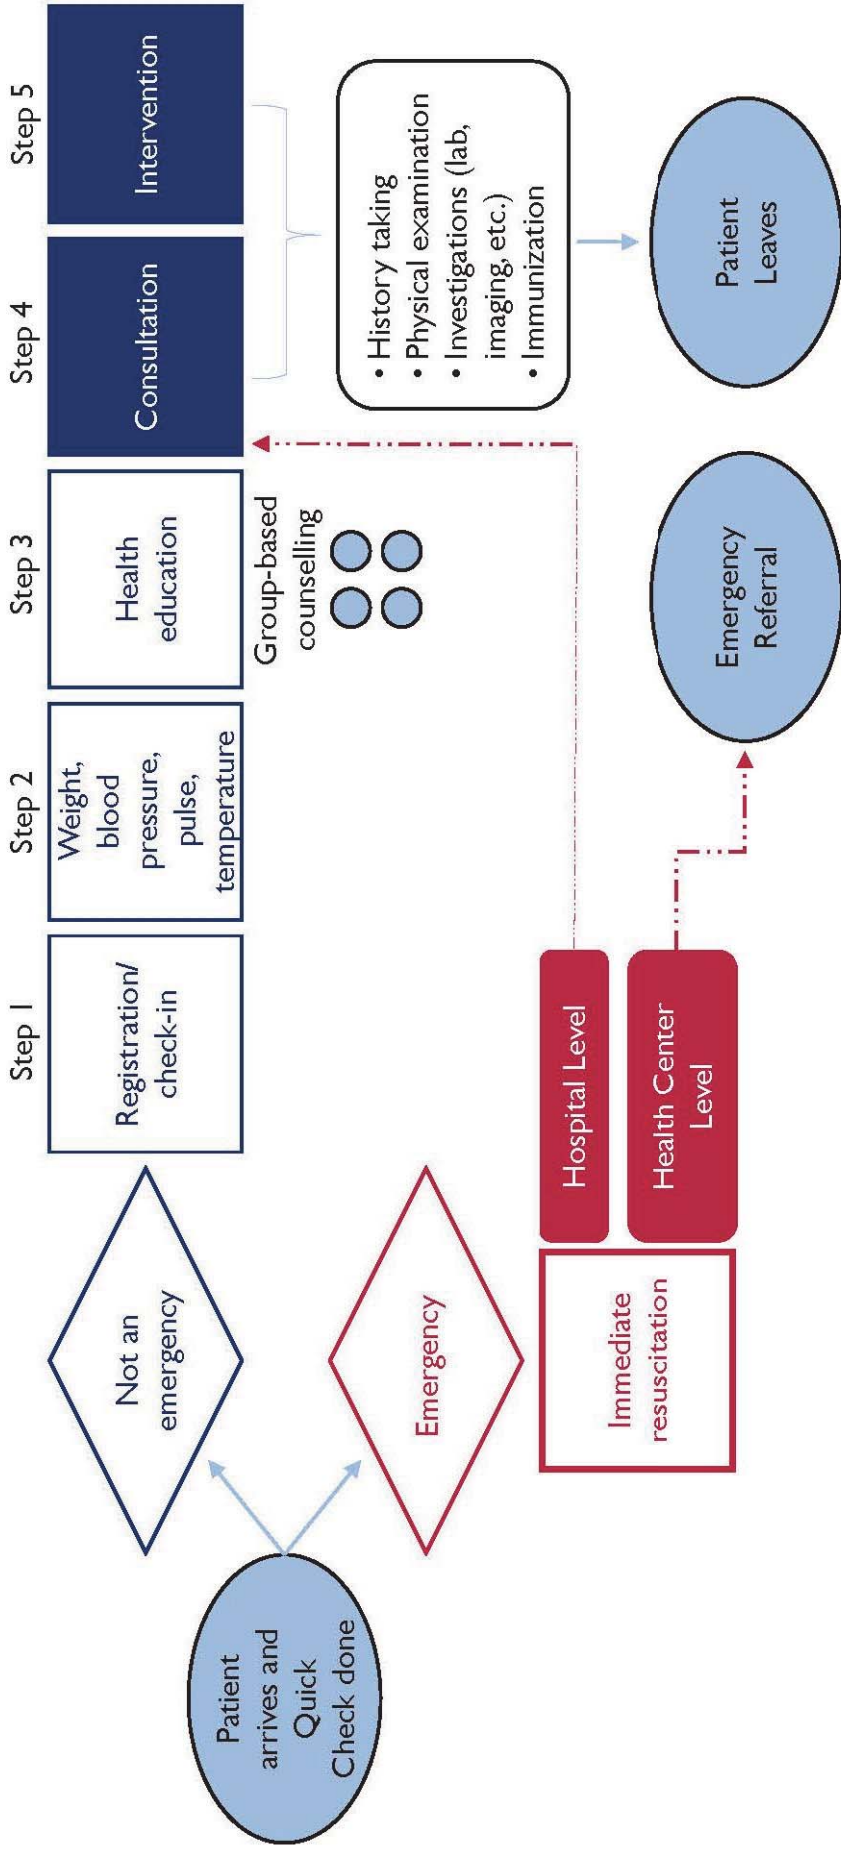 Step 1
Step 2
Step 3
Step 4
Step 5
Patient
arrives and
Quick
Check done
Not an
emergency
Registration/
check-in
Weight,
blood
pressure,
pulse,
temperature
Health
education
Consultation
Intervention
Group-based
counselling
• History taking
• Physical examination
• Investigations (lab,
imaging, etc.)
• Immunization
Emergency
Immediate
resuscitation
Hospital Level
Health Center
Level
Emergency
Referral
Patient
Leaves